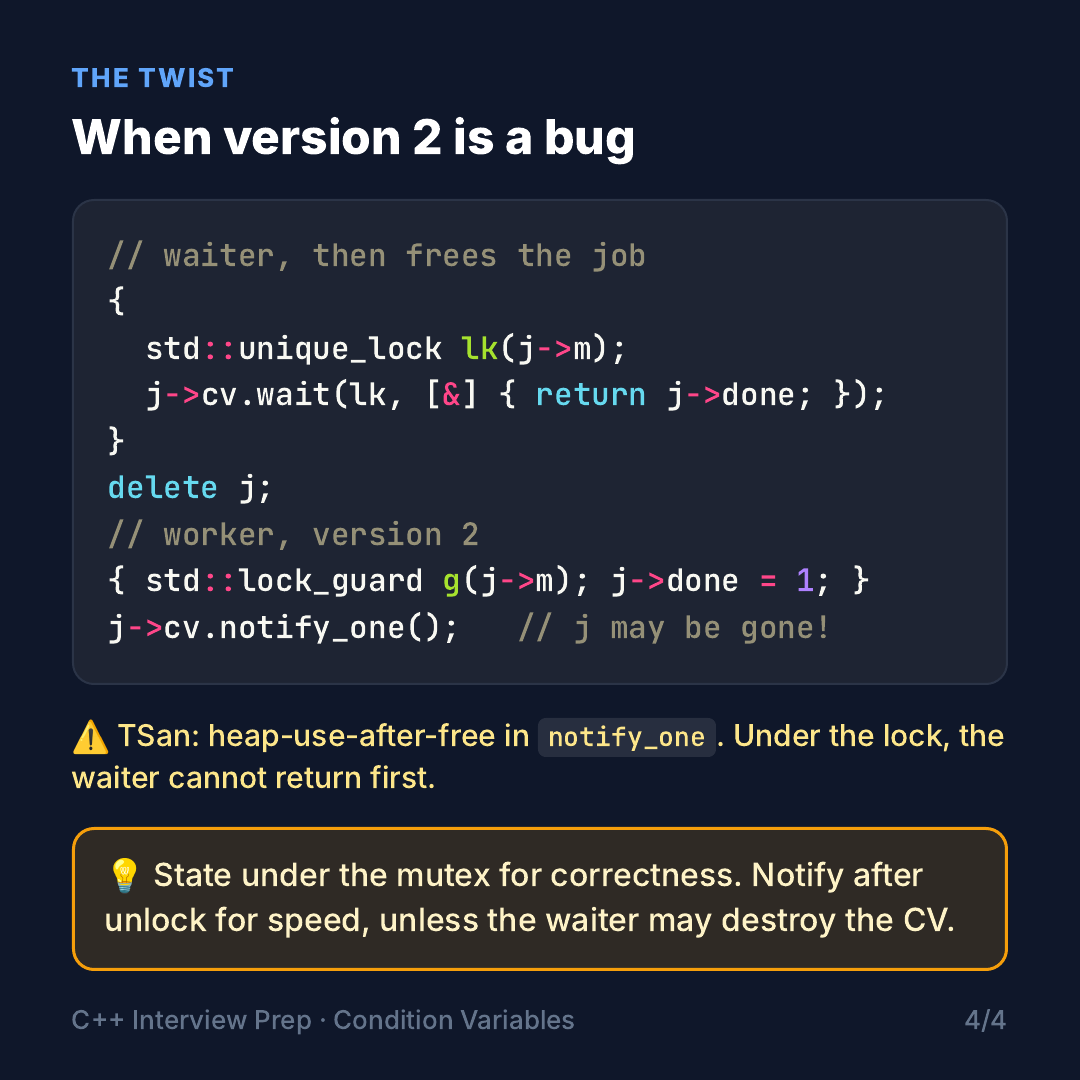 THE TWIST
When version 2 is a bug
// waiter, then frees the job
{
  std::unique_lock lk(j->m);
  j->cv.wait(lk, [&] { return j->done; });
}
delete j;
// worker, version 2
{ std::lock_guard g(j->m); j->done = 1; }
j->cv.notify_one();   // j may be gone!
⚠️ TSan: heap-use-after-free in notify_one. Under the lock, the
waiter cannot return first.
💡 State under the mutex for correctness. Notify after
unlock for speed, unless the waiter may destroy the CV.
C++ Interview Prep · Condition Variables
4/4